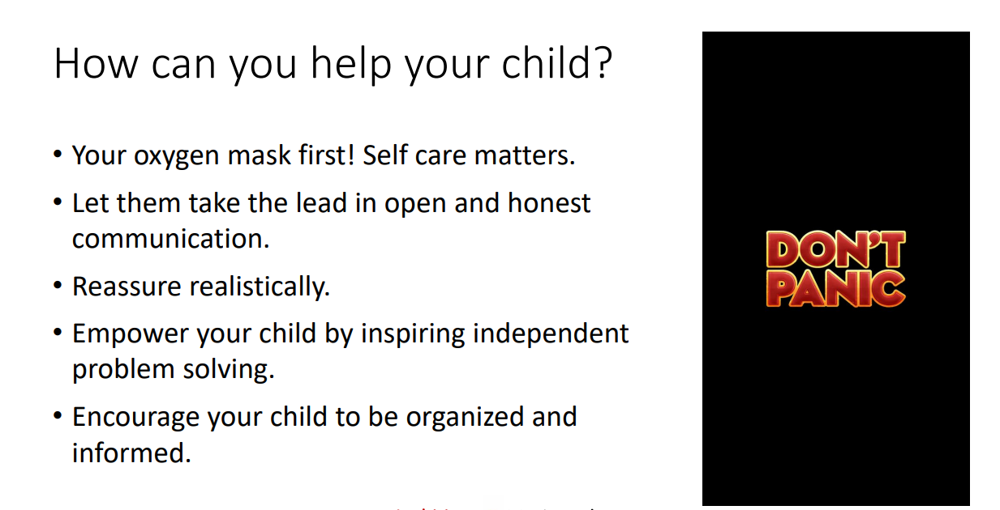 How can you help your child?
• Your oxygen mask first! Self care matters.
• Let them take the lead in open and honest
communication.
• Reassure realistically.
• Empower your child by inspiring independent
problem solving.
• Encourage your child to be organized and
informed.
DON'T
PANIC